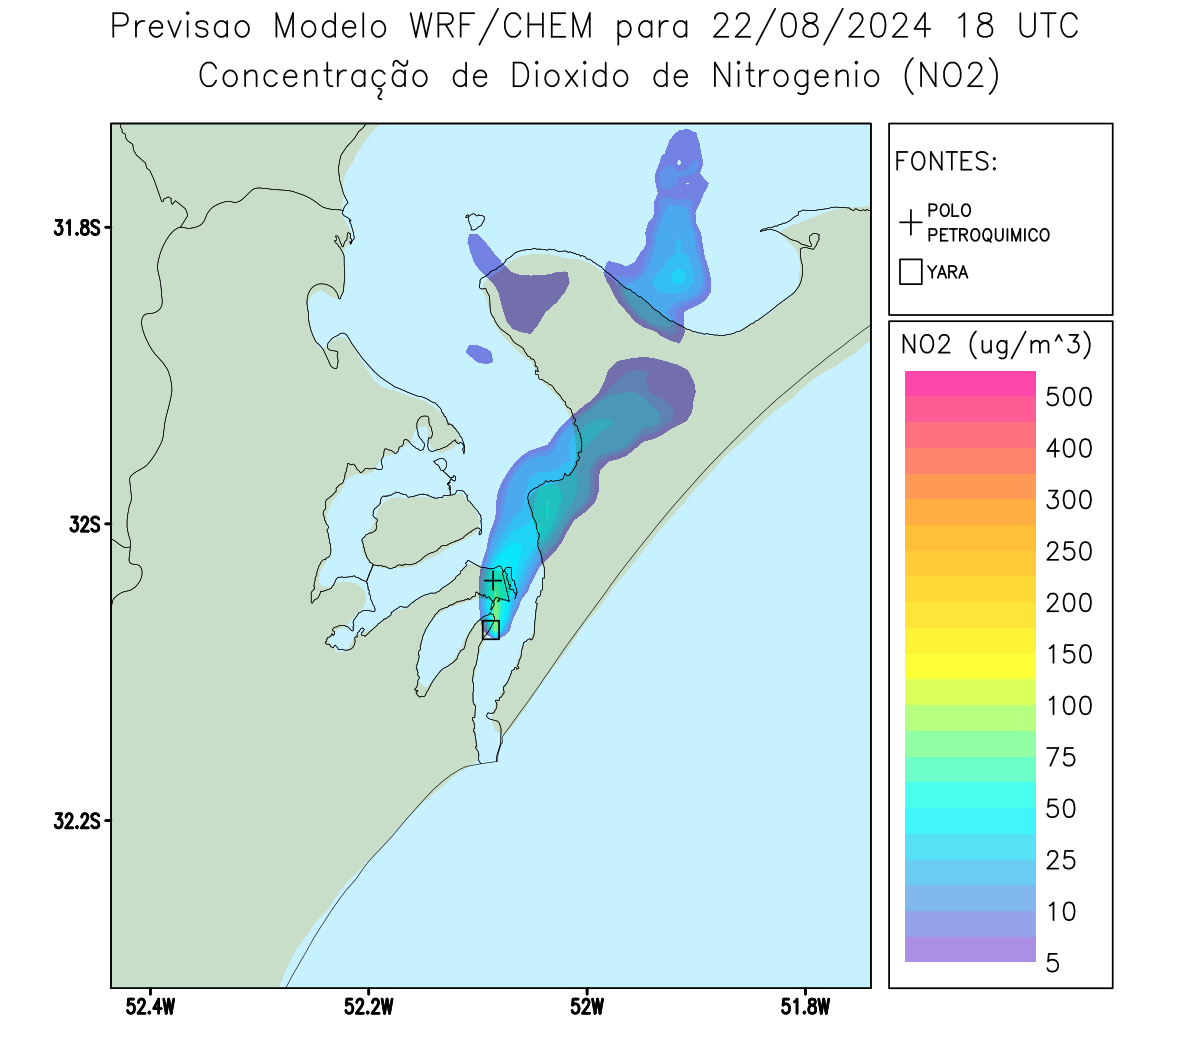 Previsao Modelo WRF/CHEM para 22/08/2024 18 UTC
Concentração de Dioxido de Nitrogenio (NO2)
FONTES:
POLO
PETROQUIMICO
YARA
NO2 (ug/m^3)
500
400
300
250
200
150
100
75
50
25
10
5
31.8S
32S
32.2S
52.4W
52.2W
52W
51.8W